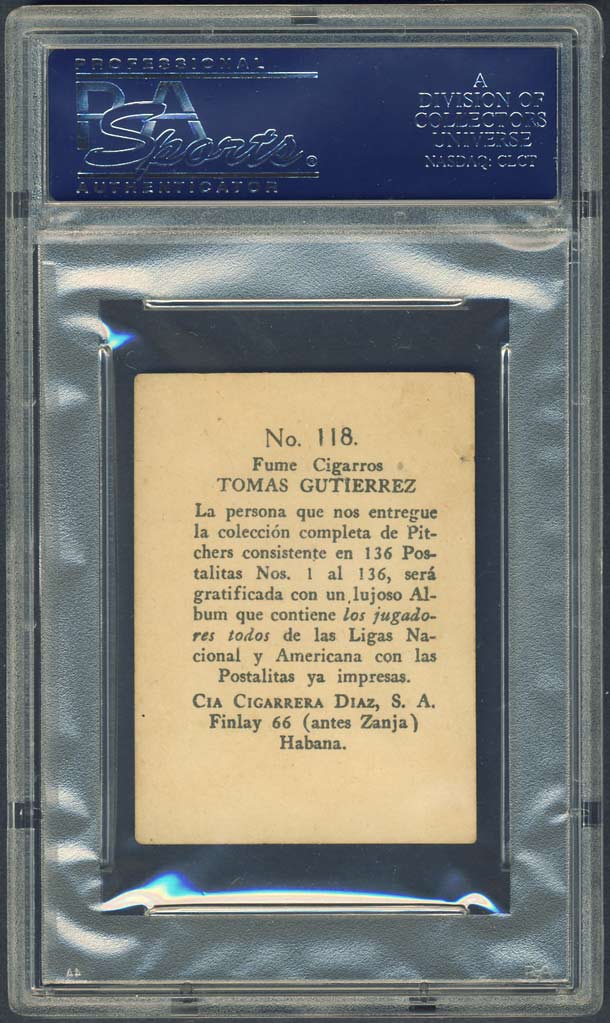 PROFESSIONAL
PSA
Sports®
AUTHENTICATOR
A
DIVISION OF
COLLECTORS
UNIVERSE
NASDAQ: CLCT
No. 118.
Fume Cigarros
TOMAS GUTIERREZ
La persona que nos entregue
la colección completa de Pit-
chers consistente en 136 Pos-
talitas Nos. 1 al 136, será
gratificada con un lujoso Al-
bum que contiene los jugado-
res todos de las Ligas Na-
cional y Americana con las
Postalitas ya impresas.
CIA CIGARRERA DIAZ, S. A.
Finlay 66 (antes Zanja)
Habana.
PSA